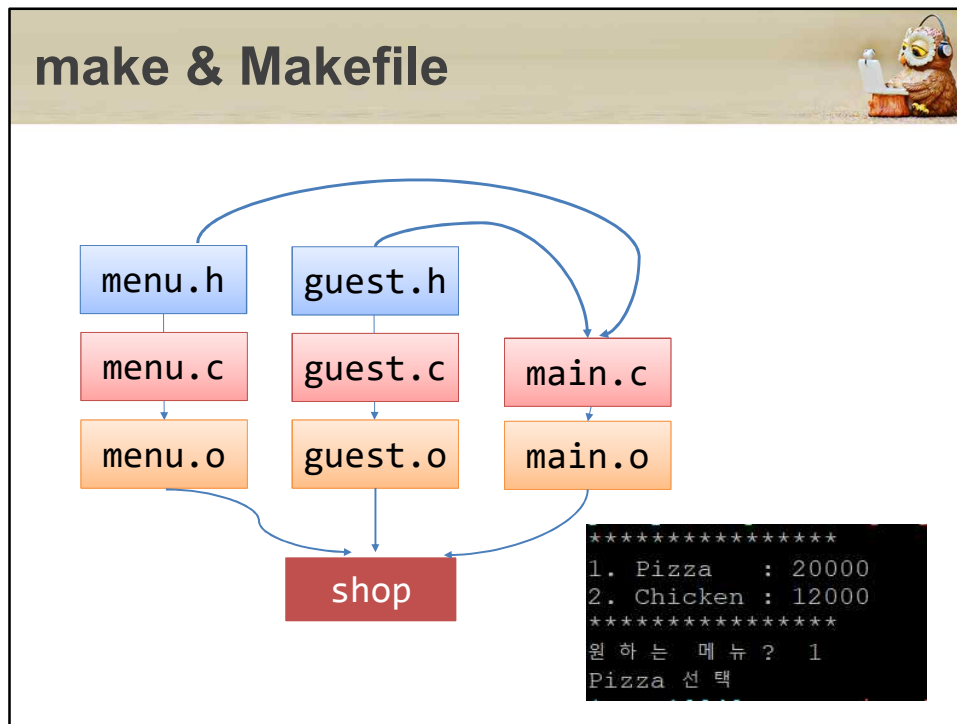 make & Makefile
menu.h
guest.h
menu.c
guest.c
main.c
menu.o
guest.o
main.o
shop
****************
1. Pizza   : 20000
2. Chicken : 12000
****************
원하는 메뉴? 1
Pizza 선택